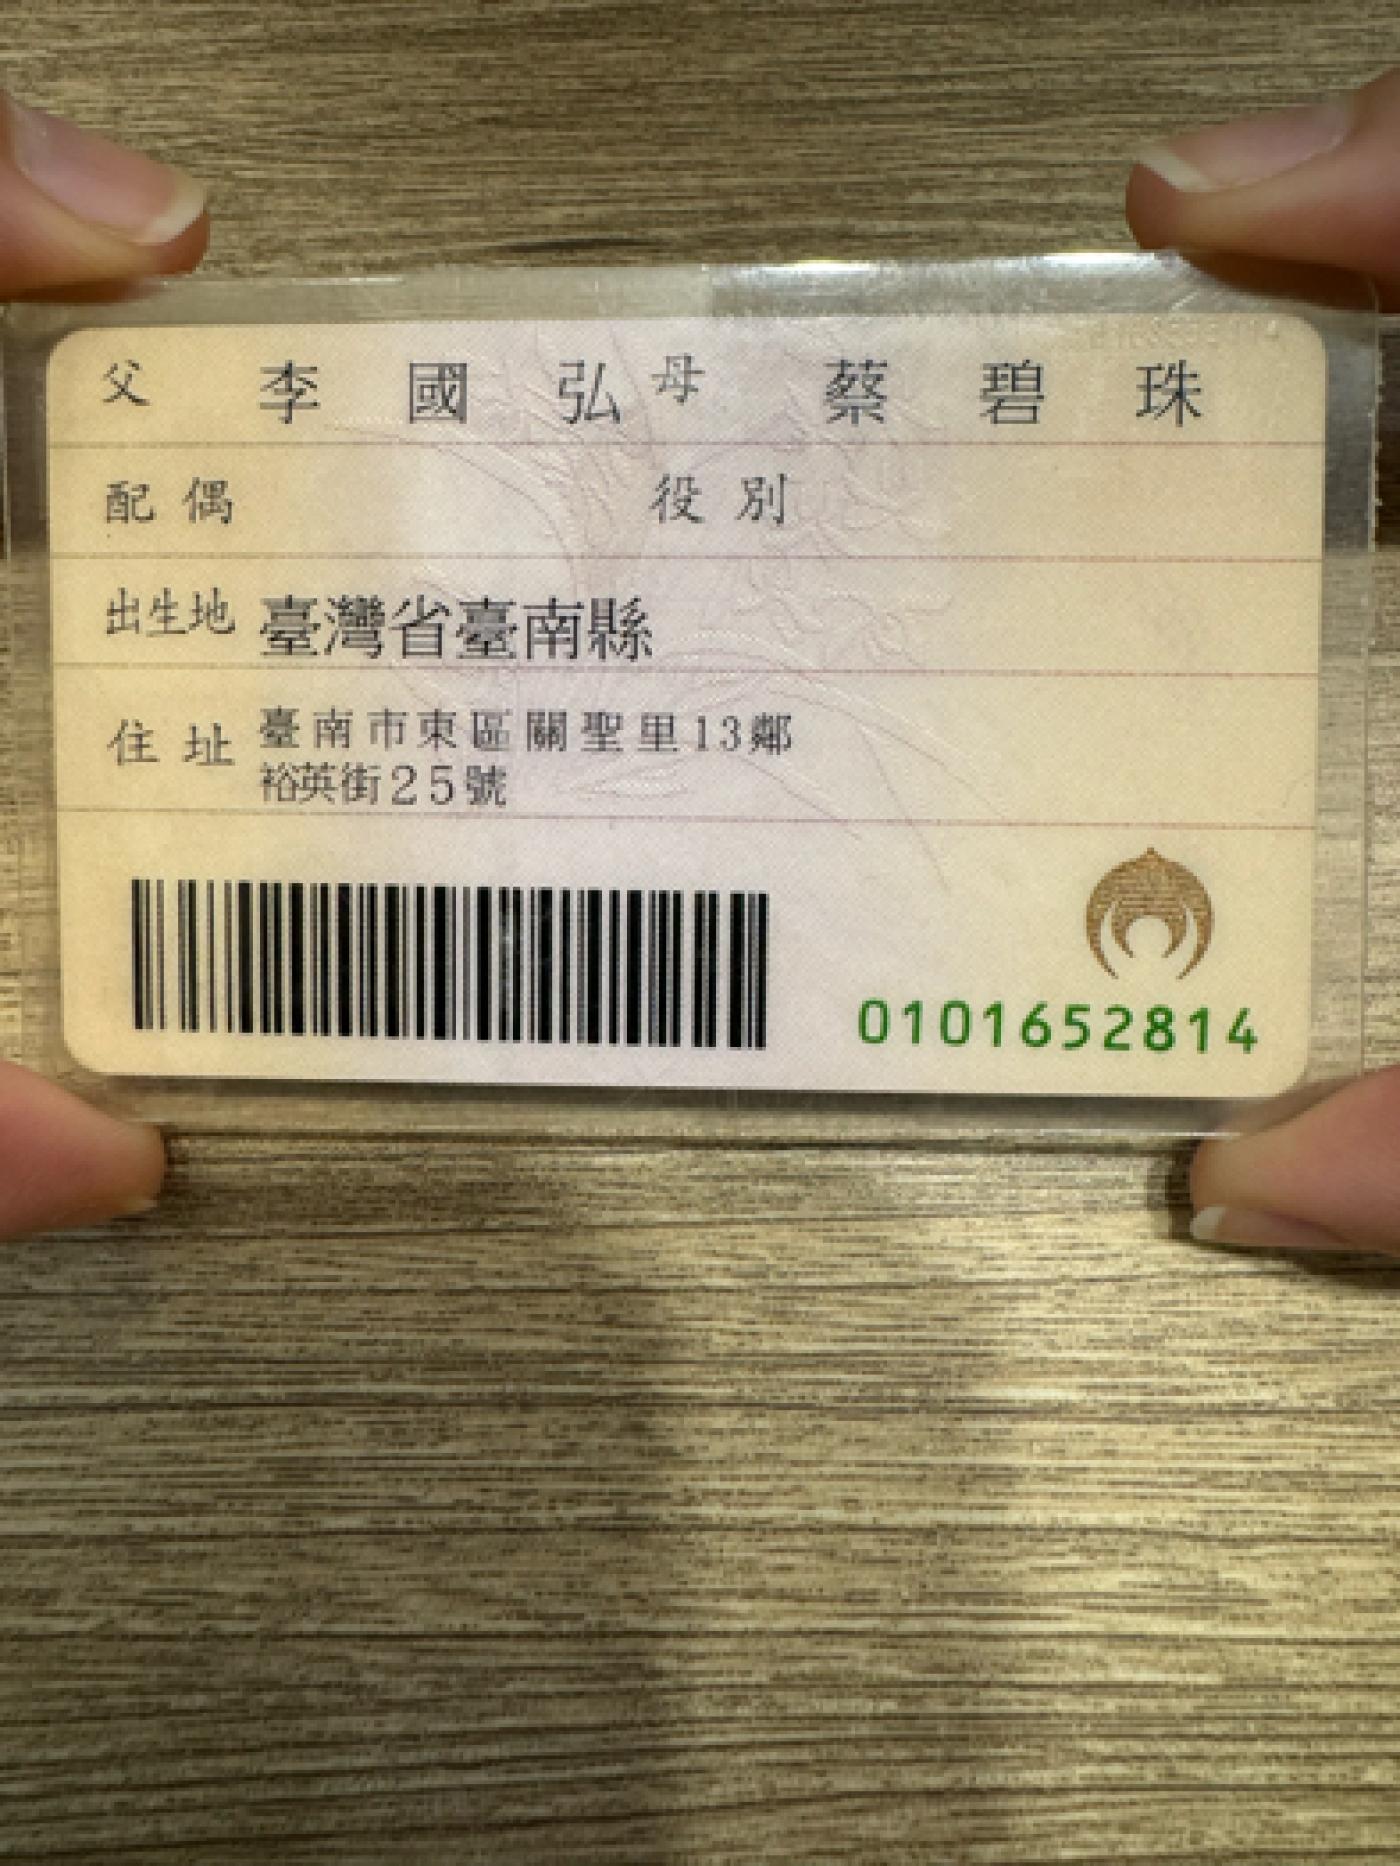 父 李國弘 母 蔡碧珠
配偶 役別
出生地 臺灣省臺南縣
住址 臺南市東區關聖里13鄰
裕英街25號
0101652814